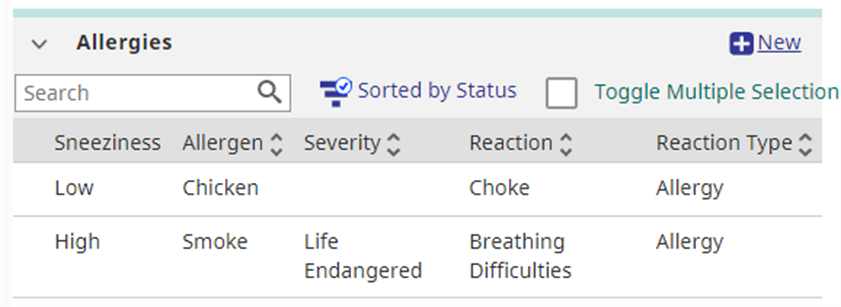 Allergies
New
Search
Sorted by Status
Toggle Multiple Selection
Sneeziness Allergen Severity Reaction Reaction Type
Low Chicken Choke Allergy
High Smoke Life Breathing Allergy
Endangered Difficulties